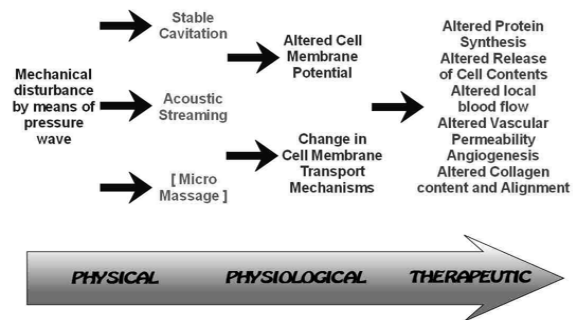 Mechanical
disturbance
by means of
pressure
wave
Stable
Cavitation
Acoustic
Streaming
[ Micro
Massage ]
Altered Cell
Membrane
Potential
Change in
Cell Membrane
Transport
Mechanisms
Altered Protein
Synthesis
Altered Release
of Cell Contents
Altered local
blood flow
Altered Vascular
Permeability
Angiogenesis
Altered Collagen
content and Alignment
PHYSICAL
PHYSIOLOGICAL
THERAPEUTIC